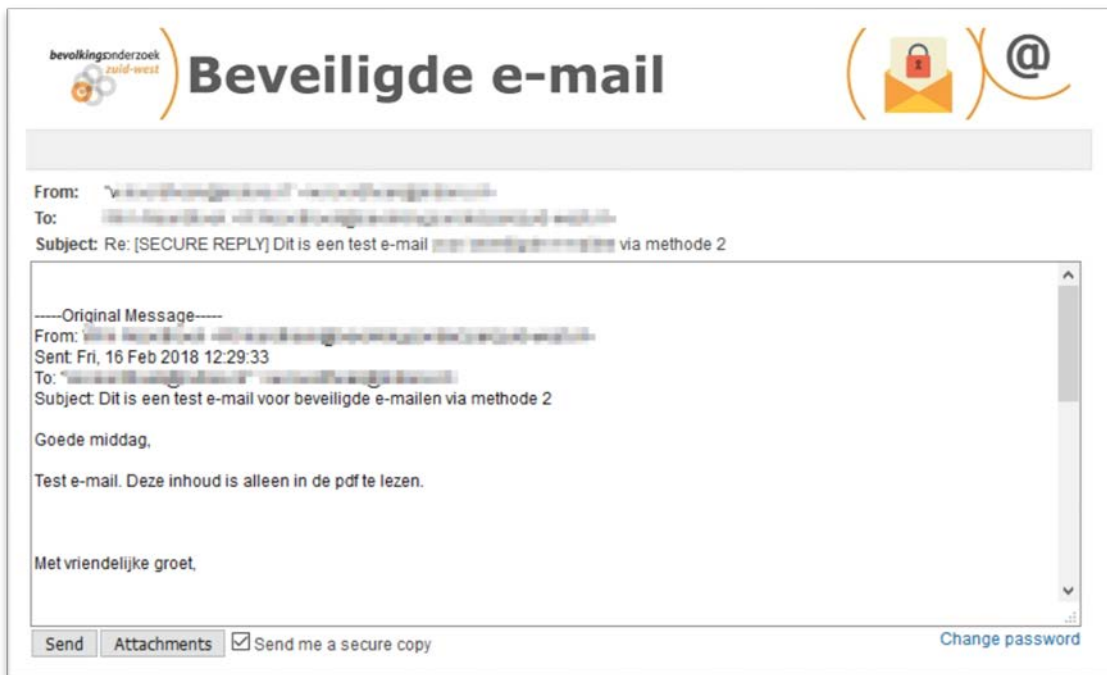 bevolkingsonderzoek
zuid-west
Beveiligde e-mail
@
From:
To:
Subject: Re: [SECURE REPLY] Dit is een test e-mail via methode 2
-----Original Message-----
From:
Sent: Fri, 16 Feb 2018 12:29:33
To: "
Subject: Dit is een test e-mail voor beveiligde e-mailen via methode 2
Goede middag,
Test e-mail. Deze inhoud is alleen in de pdf te lezen.
Met vriendelijke groet,
Send Attachments Send me a secure copy Change password